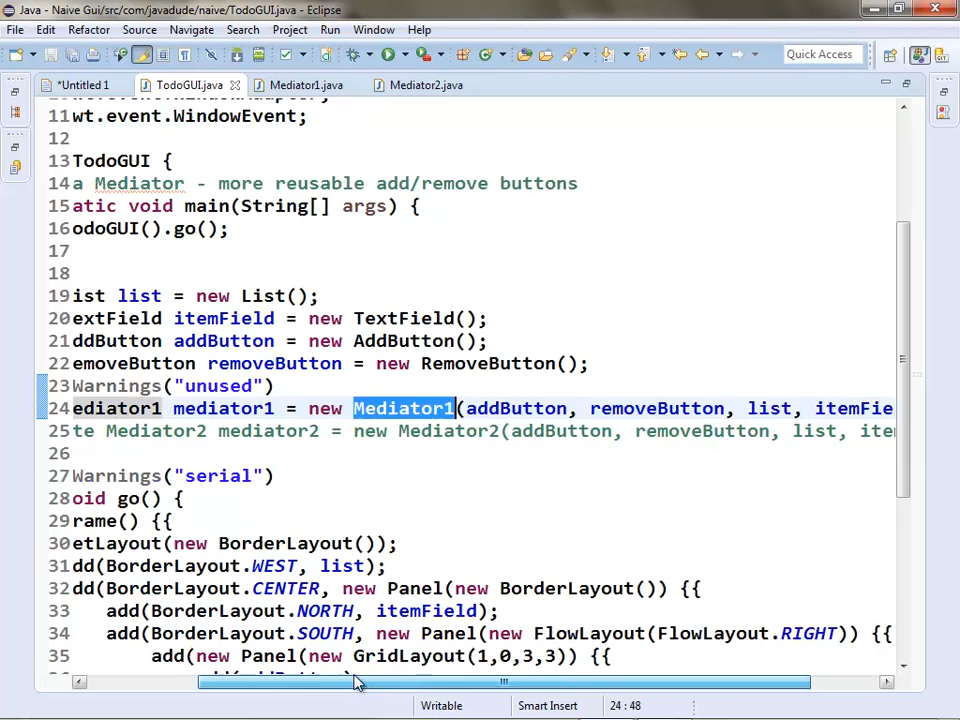 Java - Naive Gui/src/com/javadude/naive/TodoGUI.java - Eclipse
File Edit Refactor Source Navigate Search Project Run Window Help
Quick Access
*Untitled 1 TodoGUI.java Mediator1.java Mediator2.java
11 wt.event.WindowEvent;
12
13 TodoGUI {
14 a Mediator - more reusable add/remove buttons
15 atic void main(String[] args) {
16 odoGUI().go();
17
18
19 ist list = new List();
20 extField itemField = new TextField();
21 ddButton addButton = new AddButton();
22 emoveButton removeButton = new RemoveButton();
23 Warnings("unused")
24 ediator1 mediator1 = new Mediator1(addButton, removeButton, list, itemFie
25 te Mediator2 mediator2 = new Mediator2(addButton, removeButton, list, ite
26
27 Warnings("serial")
28 oid go() {
29 rame() {{
30 etLayout(new BorderLayout());
31 dd(BorderLayout.WEST, list);
32 dd(BorderLayout.CENTER, new Panel(new BorderLayout()) {{
33 add(BorderLayout.NORTH, itemField);
34 add(BorderLayout.SOUTH, new Panel(new FlowLayout(FlowLayout.RIGHT)) {{
35 add(new Panel(new GridLayout(1,0,3,3)) {{
Writable Smart Insert 24 : 48